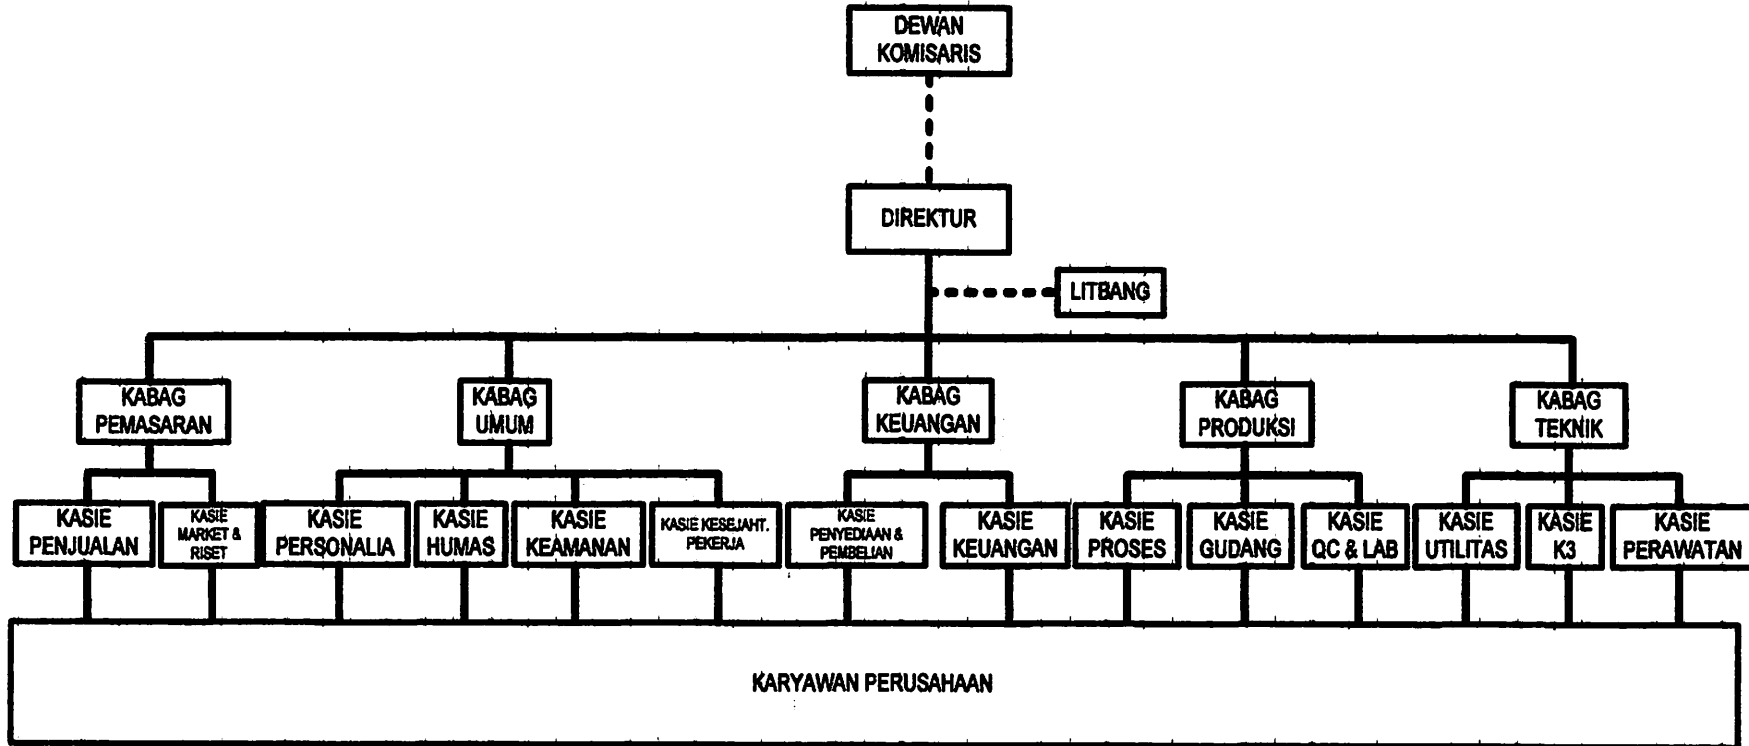 DEWAN
KOMISARIS
DIREKTUR
LITBANG
KABAG
PEMASARAN
KABAG
UMUM
KABAG
KEUANGAN
KABAG
PRODUKSI
KABAG
TEKNIK
KASIE
PENJUALAN
KASIE
MARKET &
RISET
KASIE
PERSONALIA
KASIE
HUMAS
KASIE
KEAMANAN
KASIE KESEJAHT.
PEKERJA
KASIE
PENYEDIAAN &
PEMBELIAN
KASIE
KEUANGAN
KASIE
PROSES
KASIE
GUDANG
KASIE
QC & LAB
KASIE
UTILITAS
KASIE
K3
KASIE
PERAWATAN
KARYAWAN PERUSAHAAN